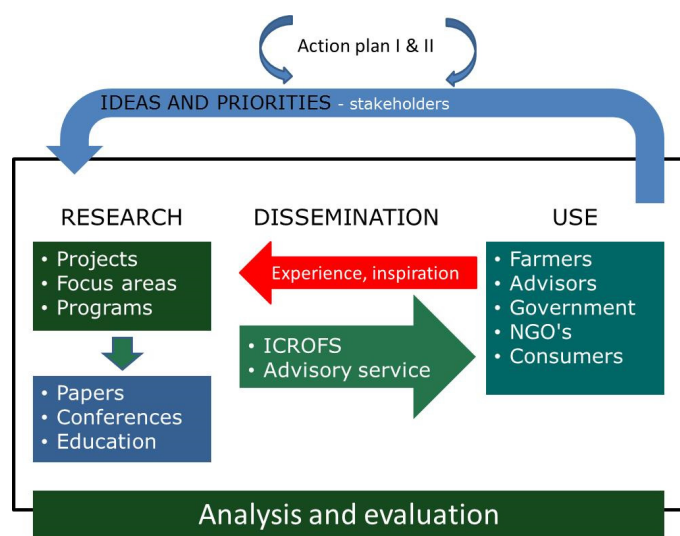 Action plan I & II
IDEAS AND PRIORITIES - stakeholders
RESEARCH
• Projects
• Focus areas
• Programs
• Papers
• Conferences
• Education
DISSEMINATION
Experience, inspiration
• ICROFS
• Advisory service
USE
• Farmers
• Advisors
• Government
• NGO's
• Consumers
Analysis and evaluation